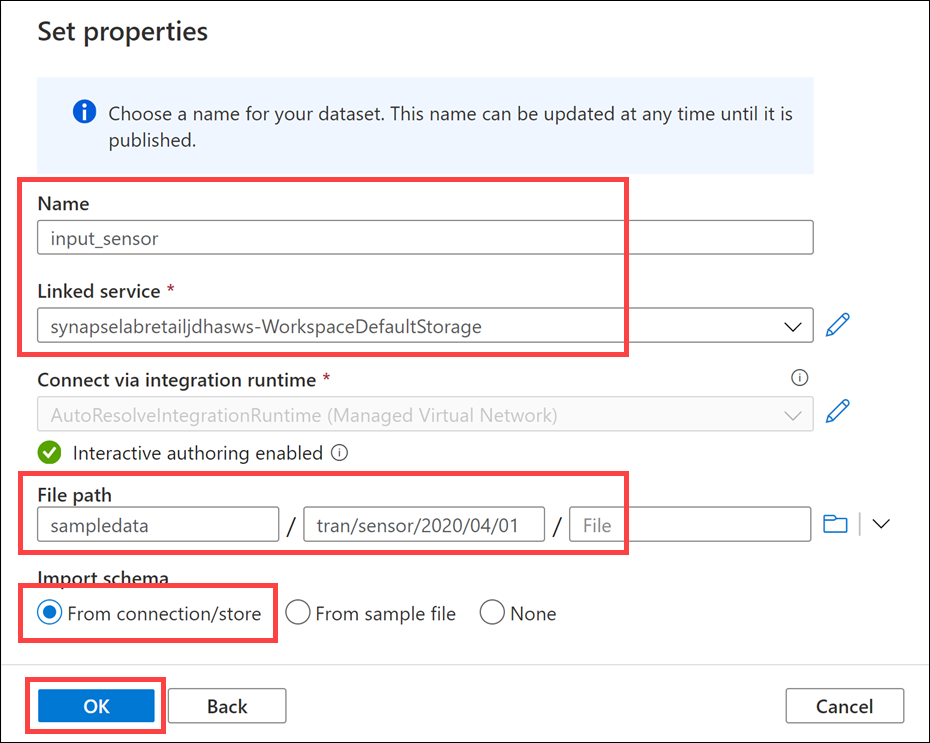 Set properties
Choose a name for your dataset. This name can be updated at any time until it is
published.
Name
input_sensor
Linked service *
synapselabretailjdhasws-WorkspaceDefaultStorage
Connect via integration runtime *
AutoResolveIntegrationRuntime (Managed Virtual Network)
Interactive authoring enabled
File path
sampledata / tran/sensor/2020/04/01 / File
Import schema
From connection/store From sample file None
OK Back Cancel